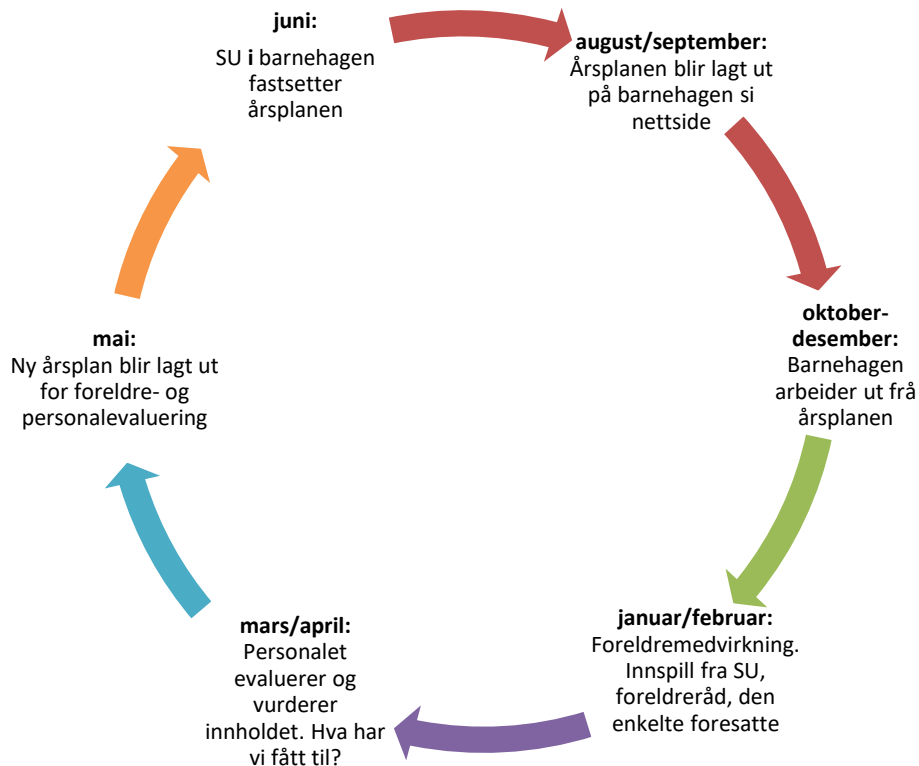 juni:
SU i barnehagen
fastsetter
årsplanen
august/september:
Årsplanen blir lagt ut
på barnehagen si
nettside
oktober-
desember:
Barnehagen
arbeider ut frå
årsplanen
januar/februar:
Foreldremedvirkning.
Innspill fra SU,
foreldreråd, den
enkelte foresatte
mars/april:
Personalet
evaluerer og
vurderer
innholdet. Hva har
vi fått til?
mai:
Ny årsplan blir lagt ut
for foreldre- og
personalevaluering